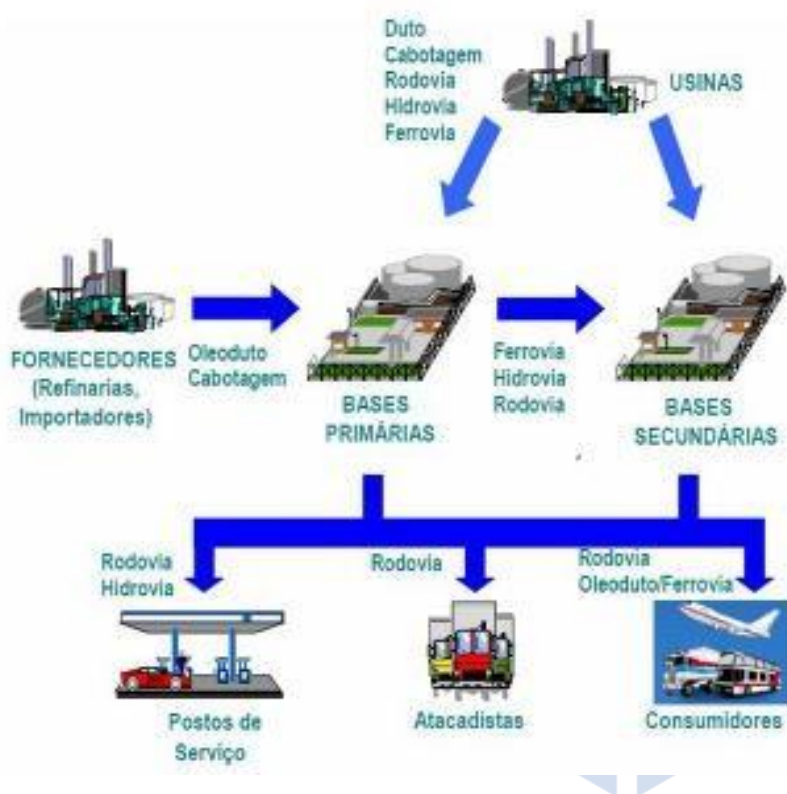 Duto
Cabotagem
Rodovia
Hidrovia
Ferrovia
USINAS
FORNECEDORES
(Refinarias,
Importadores)
Oleoduto
Cabotagem
BASES
PRIMÁRIAS
Ferrovia
Hidrovia
Rodovia
BASES
SECUNDÁRIAS
Rodovia
Hidrovia
Rodovia
Rodovia
Oleoduto/Ferrovia
Postos de
Serviço
Atacadistas
Consumidores